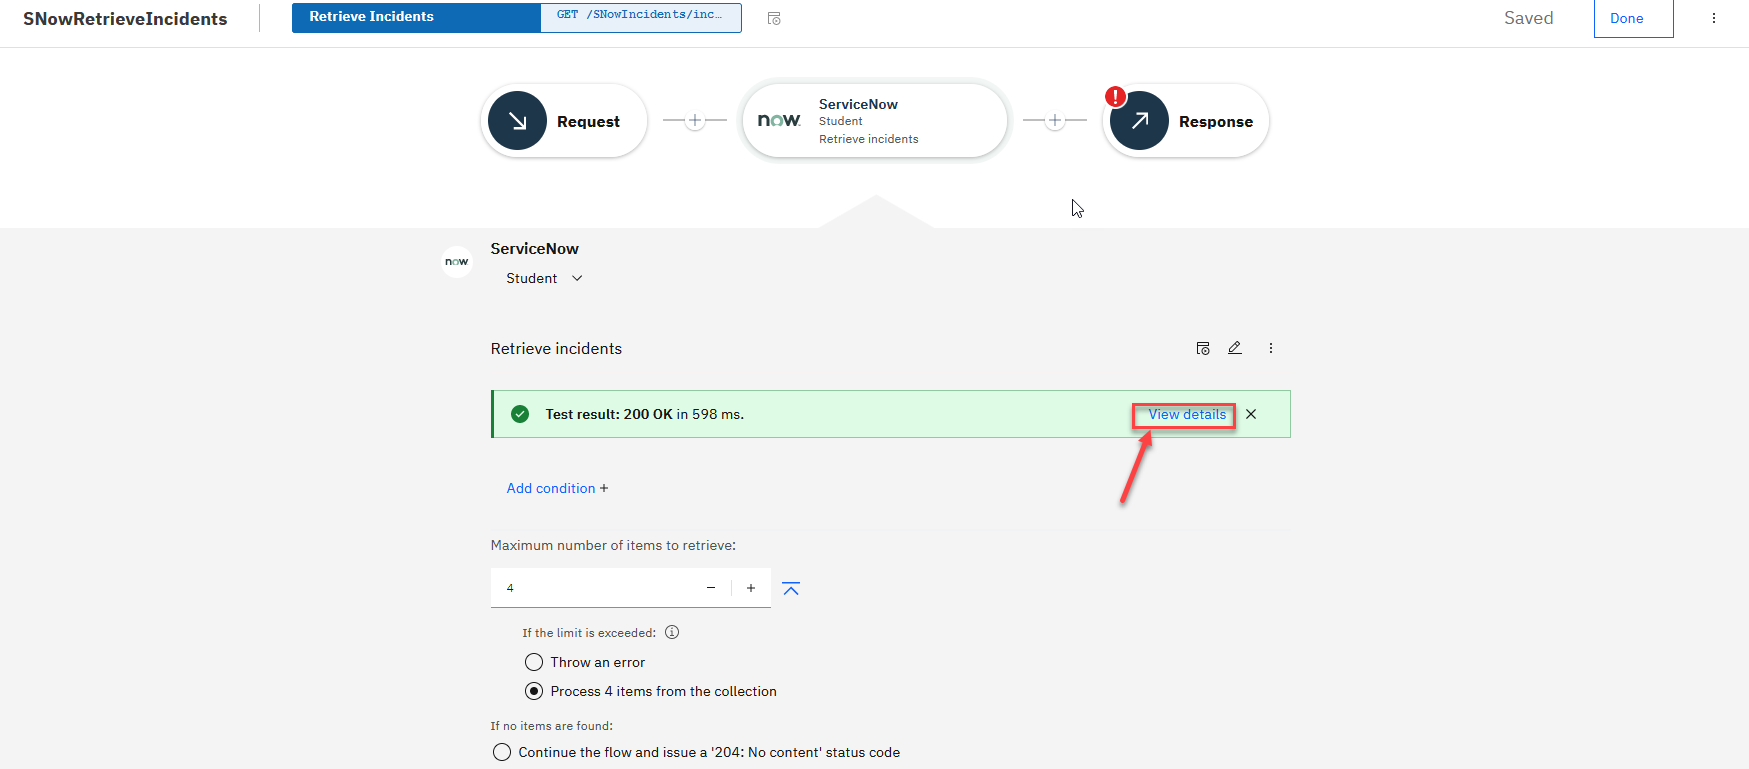 SNowRetrieveIncidents
Retrieve Incidents
GET /SNowIncidents/inc…
Saved
Done
Request
now.
ServiceNow
Student
Retrieve incidents
!
Response
now.
ServiceNow
Student
Retrieve incidents
Test result: 200 OK in 598 ms.
View details
Add condition +
Maximum number of items to retrieve:
4
If the limit is exceeded:
Throw an error
Process 4 items from the collection
If no items are found:
Continue the flow and issue a '204: No content' status code